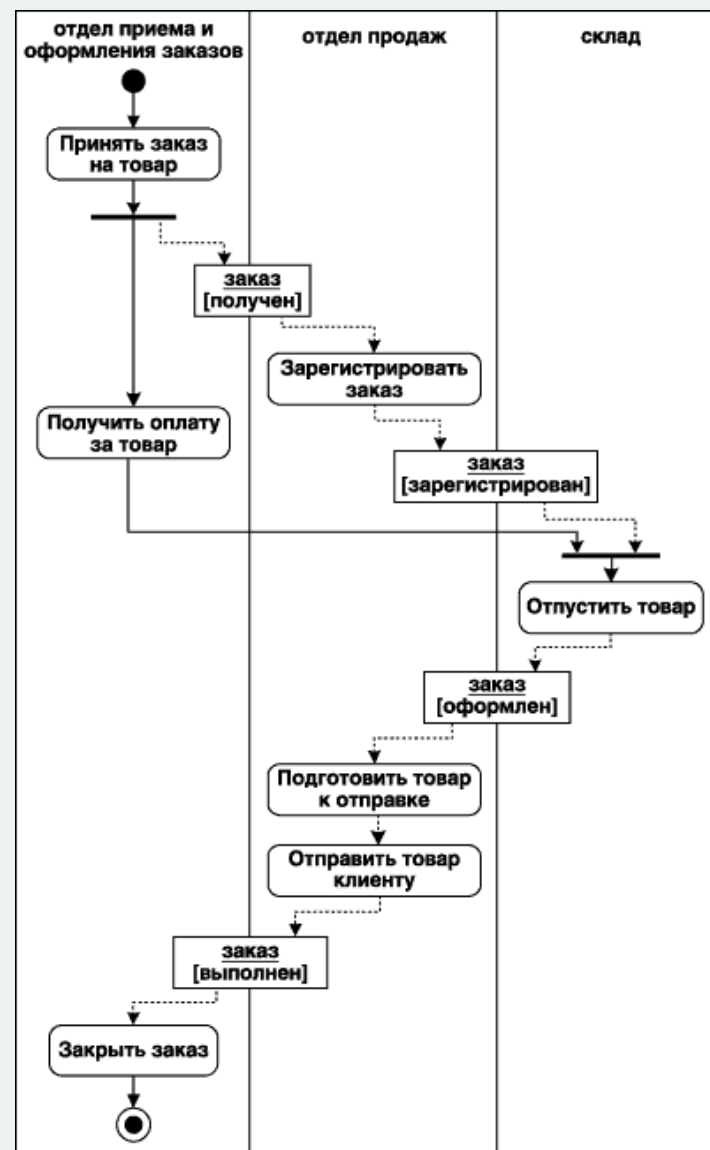 отдел приема и
оформления заказов
отдел продаж
склад
Принять заказ
на товар
заказ
[получен]
Зарегистрировать
заказ
Получить оплату
за товар
заказ
[зарегистрирован]
Отпустить товар
заказ
[оформлен]
Подготовить товар
к отправке
Отправить товар
клиенту
заказ
[выполнен]
Закрыть заказ